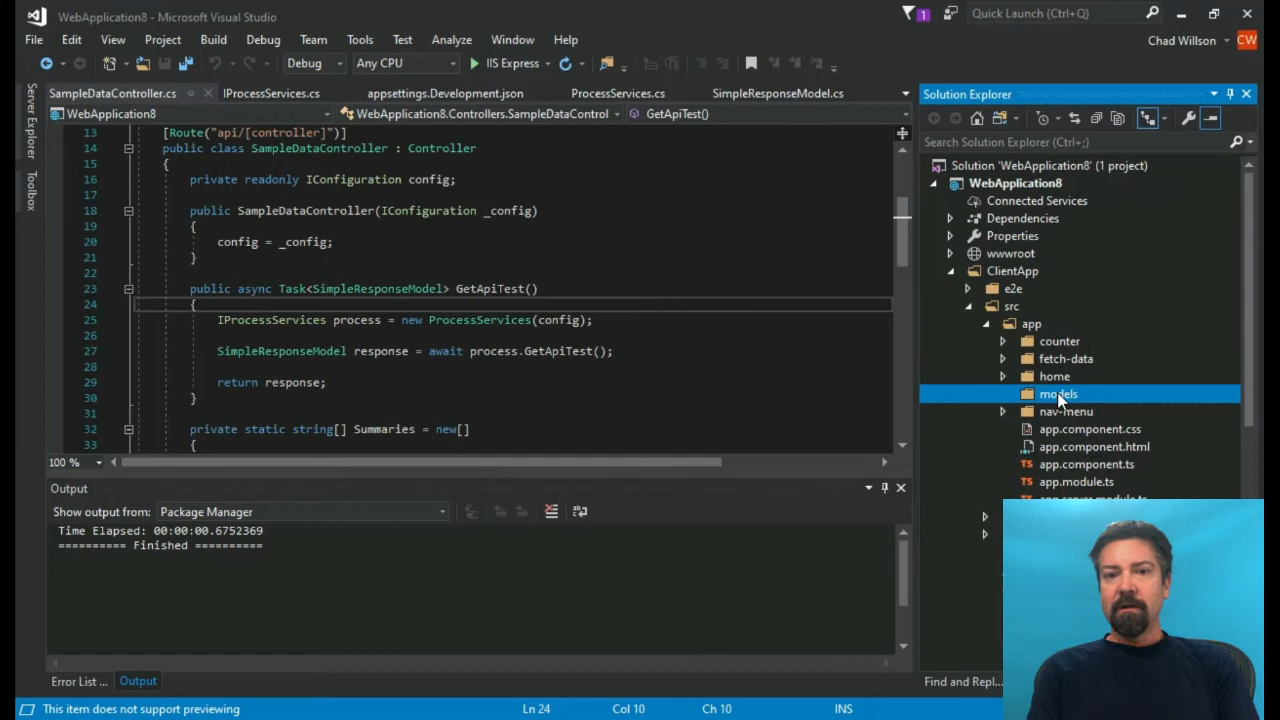 WebApplication8 - Microsoft Visual Studio
1
Quick Launch (Ctrl+Q)
File Edit View Project Build Debug Team Tools Test Analyze Window Help
Chad Willson
CW
Debug
Any CPU
IIS Express
Server Explorer
Toolbox
SampleDataController.cs
IProcessServices.cs
appsettings.Development.json
ProcessServices.cs
SimpleResponseModel.cs
WebApplication8
WebApplication8.Controllers.SampleDataControl
GetApiTest()
13 [Route("api/[controller]")]
14 public class SampleDataController : Controller
15 {
16 private readonly IConfiguration config;
17
18 public SampleDataController(IConfiguration _config)
19 {
20 config = _config;
21 }
22
23 public async Task<SimpleResponseModel> GetApiTest()
24 {
25 IProcessServices process = new ProcessServices(config);
26
27 SimpleResponseModel response = await process.GetApiTest();
28
29 return response;
30 }
31
32 private static string[] Summaries = new[]
33 {
100 %
Output
Show output from: Package Manager
Time Elapsed: 00:00:00.6752369
========== Finished ==========
Error List ...
Output
Solution Explorer
Search Solution Explorer (Ctrl+;)
Solution 'WebApplication8' (1 project)
WebApplication8
Connected Services
Dependencies
Properties
wwwroot
ClientApp
e2e
src
app
counter
fetch-data
home
models
nav-menu
app.component.css
app.component.html
TS app.component.ts
TS app.module.ts
app.server.module.ts
Find and Repl...
This item does not support previewing
Ln 24
Col 10
Ch 10
INS